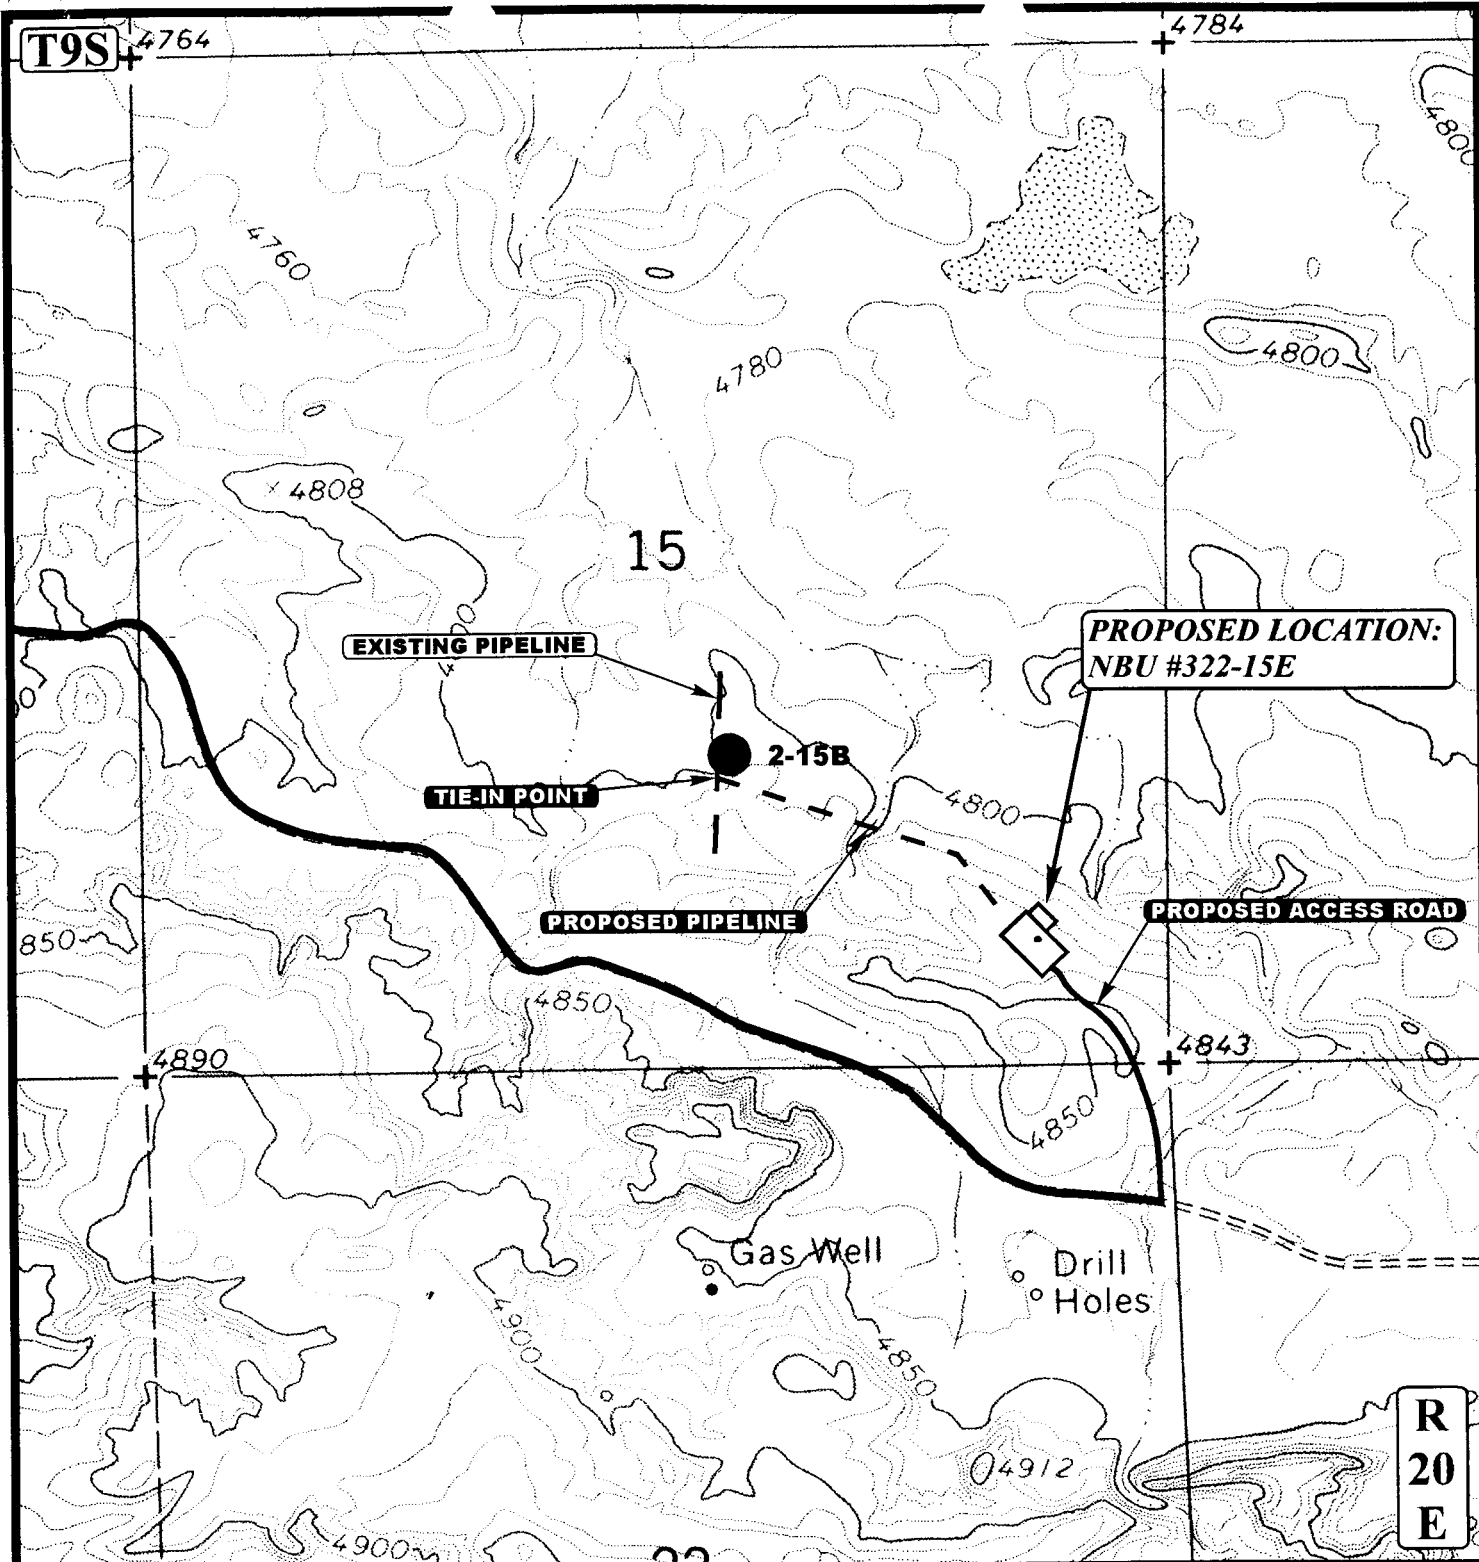 T9S
4764
4784
4800
4760
4800
4780
4808
15
EXISTING PIPELINE
PROPOSED LOCATION:
NBU #322-15E
2-15B
TIE-IN POINT
4800
PROPOSED PIPELINE
PROPOSED ACCESS ROAD
850
4850
4890
4843
4850
Gas Well
Drill
Holes
4900
4850
R
20
E
4912
4900